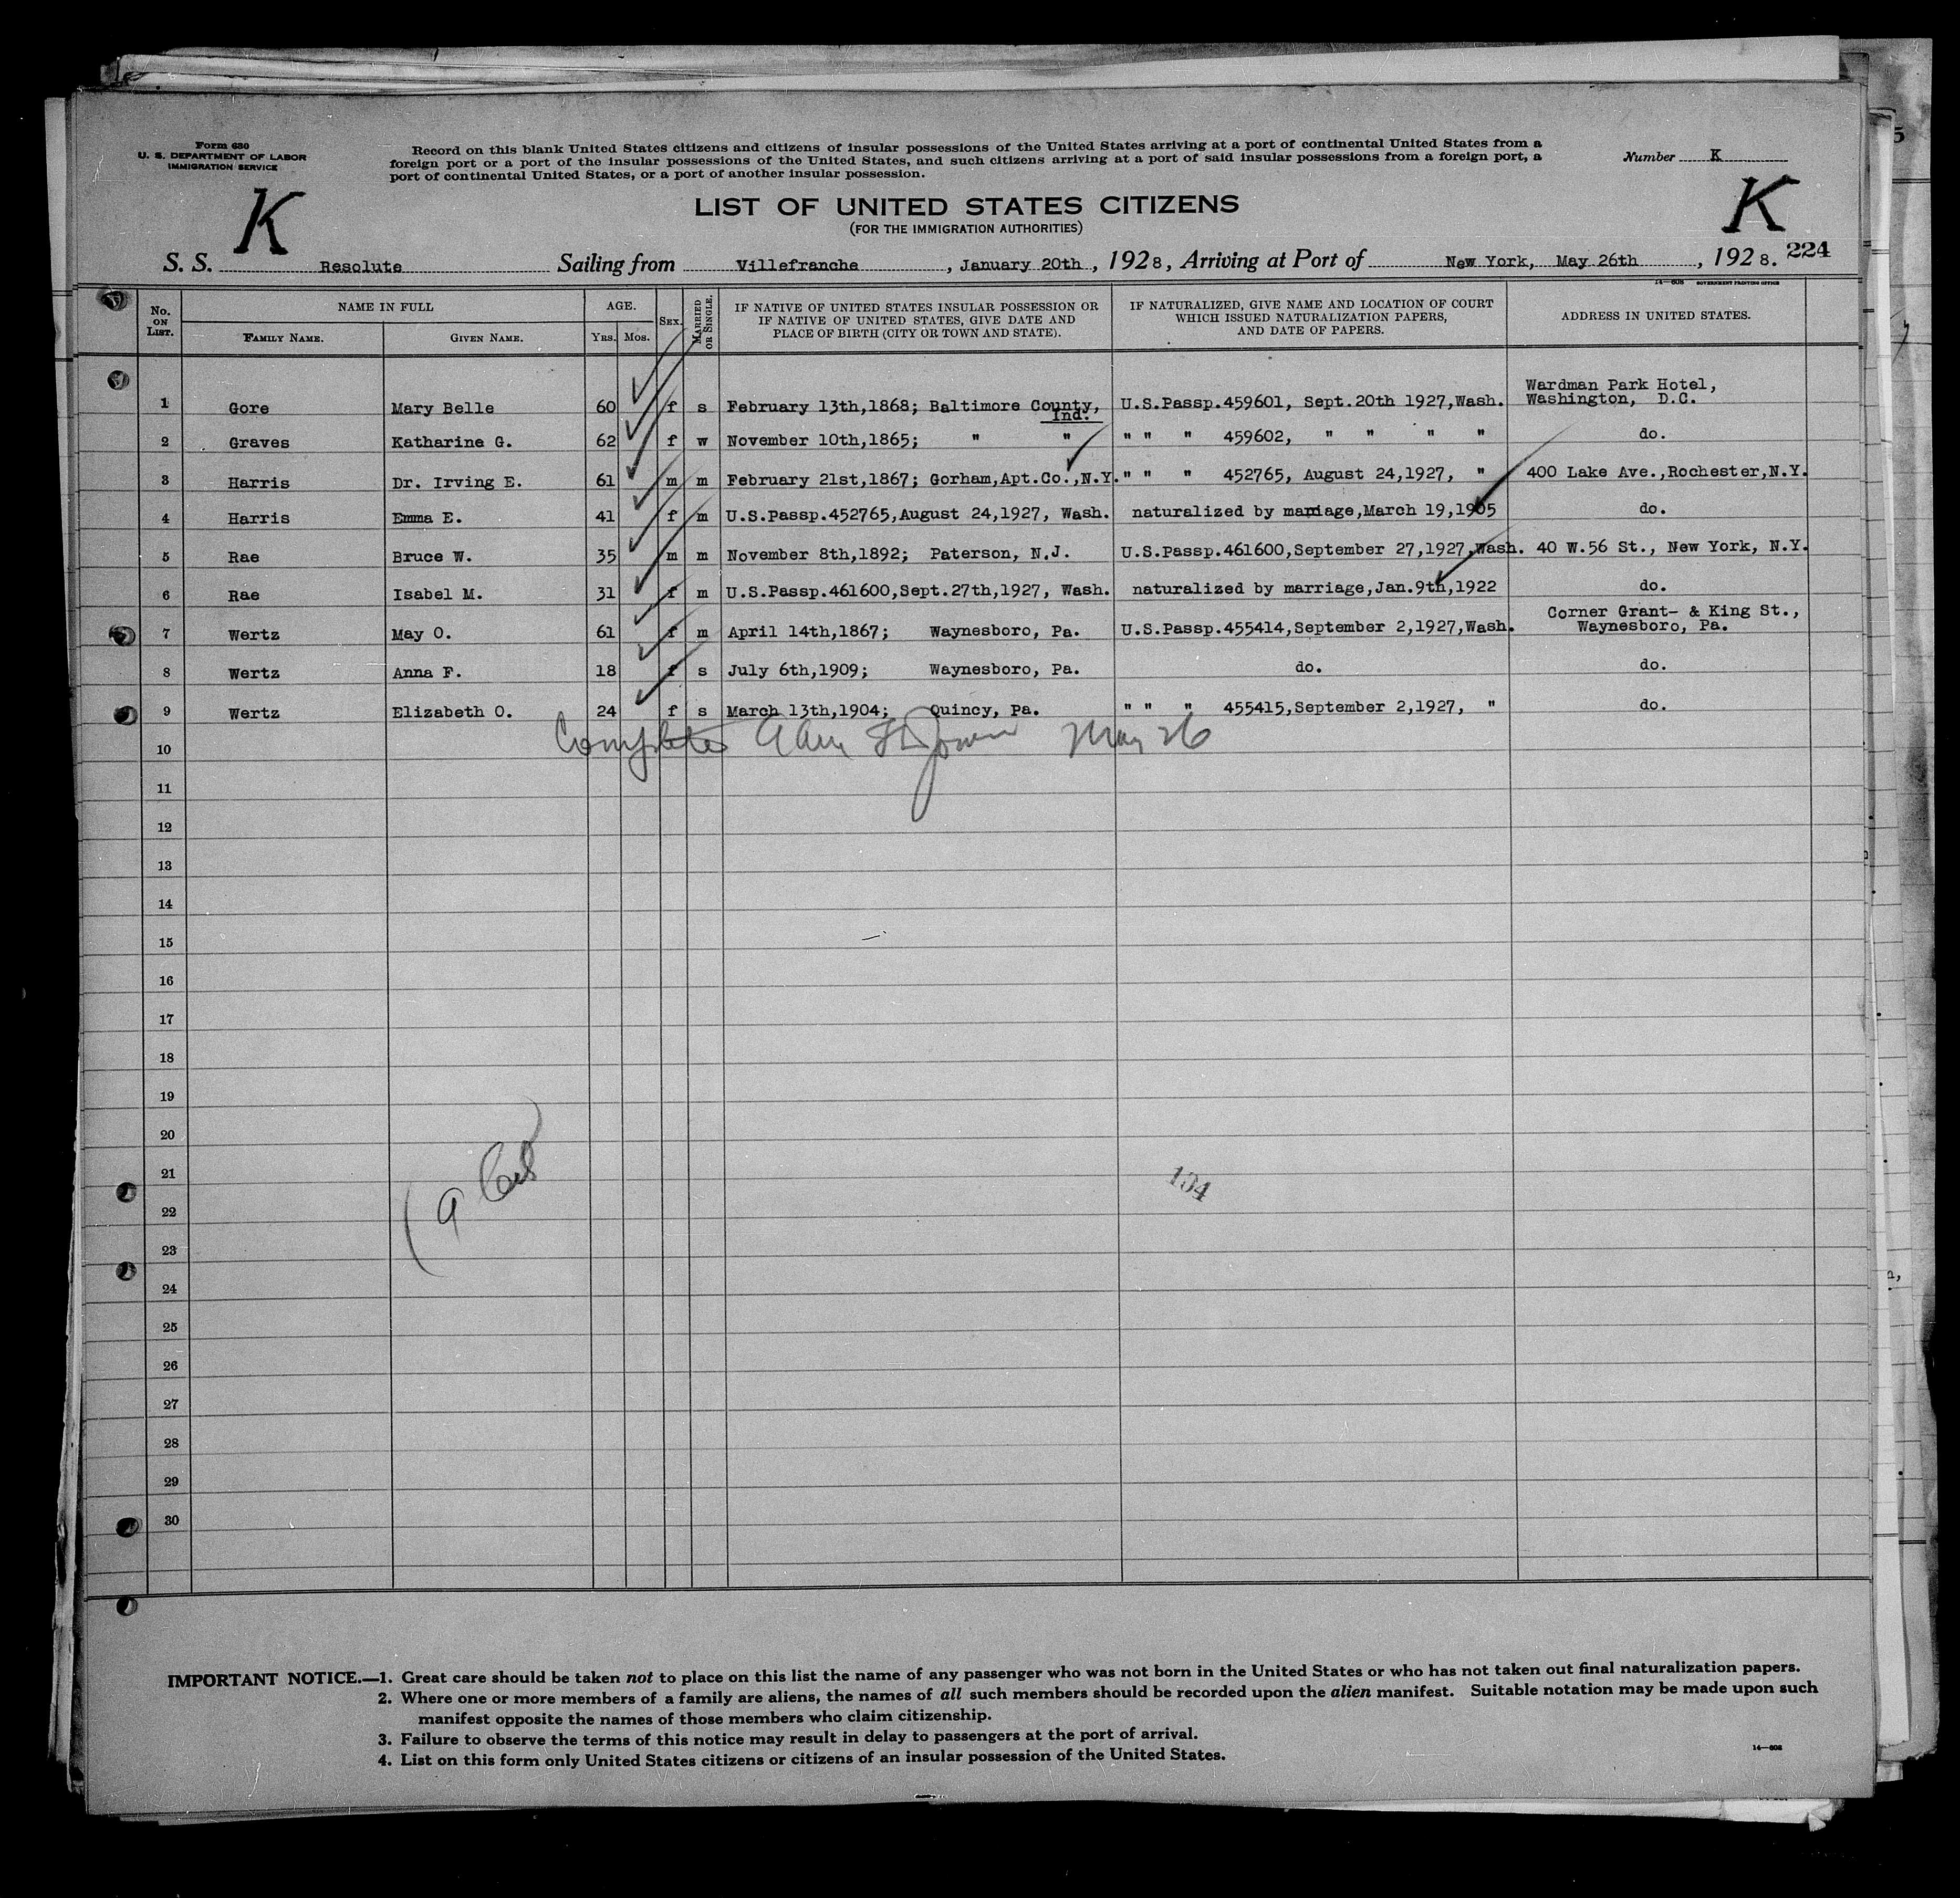 Form 630
U. S. DEPARTMENT OF LABOR
IMMIGRATION SERVICE
Record on this blank United States citizens and citizens of insular possessions of the United States arriving at a port of continental United States from a
foreign port or a port of the insular possessions of the United States, and such citizens arriving at a port of said insular possessions from a foreign port, a
port of continental United States, or a port of another insular possession.
Number K
K
K
LIST OF UNITED STATES CITIZENS
(FOR THE IMMIGRATION AUTHORITIES)
S. S. Resolute Sailing from Villefranche, January 20th, 1928, Arriving at Port of New York, May 26th, 1928. 224
14—608 GOVERNMENT PRINTING OFFICE
No. ON LIST. NAME IN FULL AGE. SEX. MARRIED OR SINGLE. IF NATIVE OF UNITED STATES INSULAR POSSESSION OR IF NATIVE OF UNITED STATES, GIVE DATE AND PLACE OF BIRTH (CITY OR TOWN AND STATE). IF NATURALIZED, GIVE NAME AND LOCATION OF COURT WHICH ISSUED NATURALIZATION PAPERS, AND DATE OF PAPERS. ADDRESS IN UNITED STATES.
FAMILY NAME. GIVEN NAME. YRS. MOS.
1 Gore Mary Belle 60 f s February 13th,1868; Baltimore County, Ind. U.S.Passp.459601, Sept.20th 1927,Wash. Wardman Park Hotel, Washington, D.C.
2 Graves Katharine G. 62 f w November 10th,1865; " " " " " 459602, " " " " do.
3 Harris Dr. Irving E. 61 m m February 21st,1867; Gorham,Apt.Co.,N.Y. " " " 452765, August 24,1927, " 400 Lake Ave.,Rochester,N.Y.
4 Harris Emma E. 41 f m U.S.Passp.452765,August 24,1927, Wash. naturalized by marriage,March 19,1905 do.
5 Rae Bruce W. 35 m m November 8th,1892; Paterson, N.J. U.S.Passp.461600,September 27,1927,Wash. 40 W.56 St., New York, N.Y.
6 Rae Isabel M. 31 f m U.S.Passp.461600,Sept.27th,1927, Wash. naturalized by marriage,Jan.9th,1922 do.
7 Wertz May O. 61 f m April 14th,1867; Waynesboro, Pa. U.S.Passp.455414,September 2,1927,Wash. Corner Grant- & King St., Waynesboro, Pa.
8 Wertz Anna F. 18 f s July 6th,1909; Waynesboro, Pa. do. do.
9 Wertz Elizabeth O. 24 f s March 13th,1904; Quincy, Pa. " " " 455415,September 2,1927, " do.
May 26
10
11
12
13
14
15
16
17
18
19
20
21
22
23
24
25
26
27
28
29
30
9
IMPORTANT NOTICE.—1. Great care should be taken not to place on this list the name of any passenger who was not born in the United States or who has not taken out final naturalization papers.
2. Where one or more members of a family are aliens, the names of all such members should be recorded upon the alien manifest. Suitable notation may be made upon such
manifest opposite the names of those members who claim citizenship.
3. Failure to observe the terms of this notice may result in delay to passengers at the port of arrival.
4. List on this form only United States citizens or citizens of an insular possession of the United States.
14—608